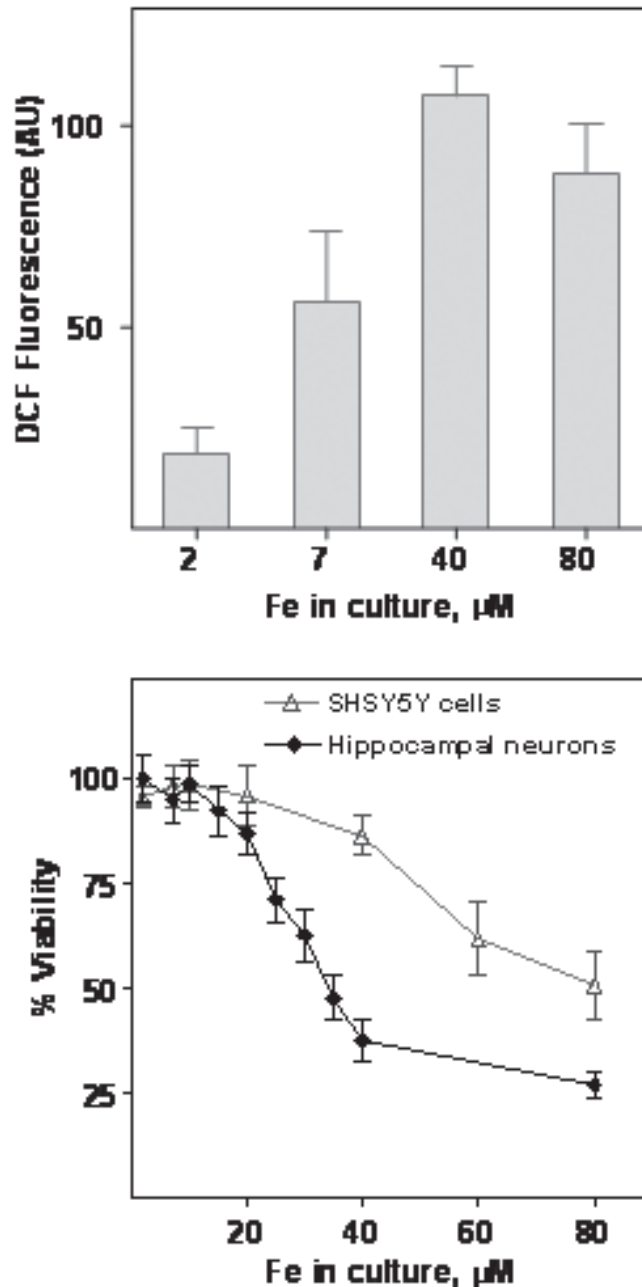 DCF Fluorescence (AU)
100
50
2 7 40 80
Fe in culture, µM
SHSY5Y cells
Hippocampal neurons
% Viability
100
75
50
25
20 40 60 80
Fe in culture, µM